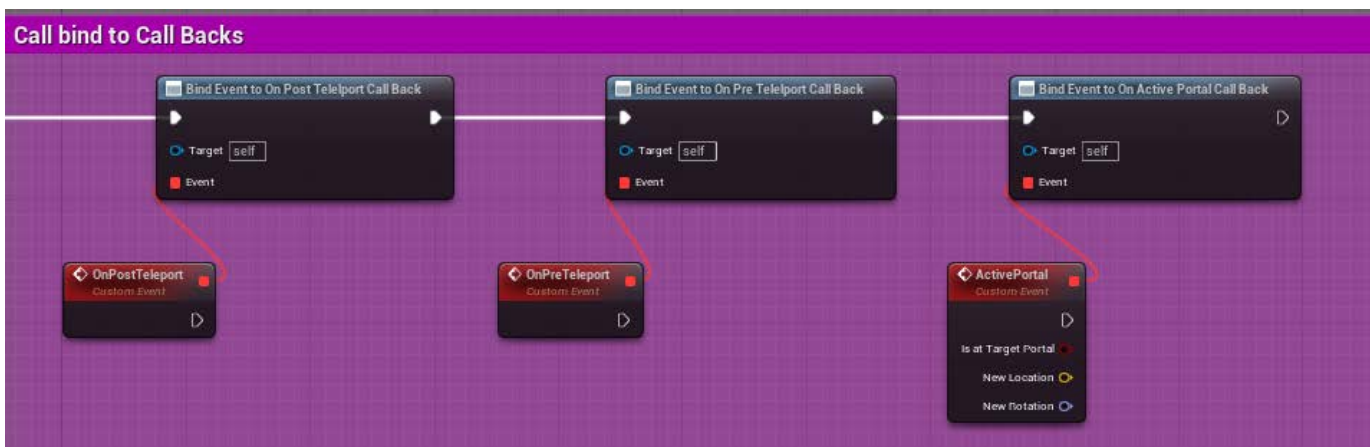 Call bind to Call Backs
Bind Event to On Post Telelport Call Back
Bind Event to On Pre Telelport Call Back
Bind Event to On Active Portal Call Back
Target self
Target self
Target self
Event
Event
Event
OnPostTeleport
Custom Event
OnPreTeleport
Custom Event
ActivePortal
Custom Event
Is at Target Portal
New Location
New Rotation